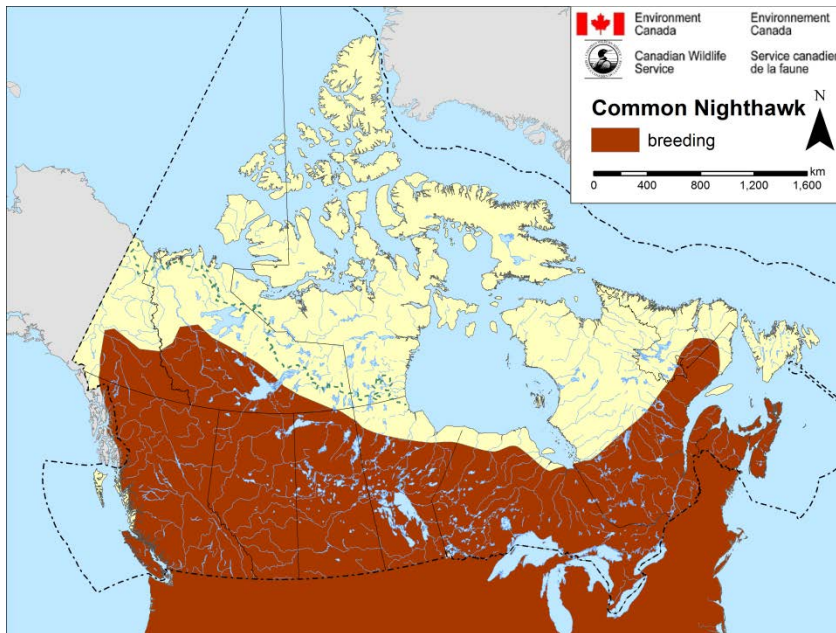 Environment
Canada
Environnement
Canada
Canadian Wildlife
Service
Service canadien
de la faune
Common Nighthawk
N
breeding
km
0 400 800 1,200 1,600